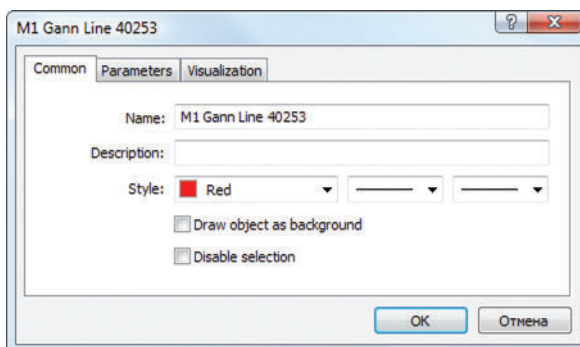 M1 Gann Line 40253
Common Parameters Visualization
Name: M1 Gann Line 40253
Description:
Style: Red
Draw object as background
Disable selection
OK Отмена